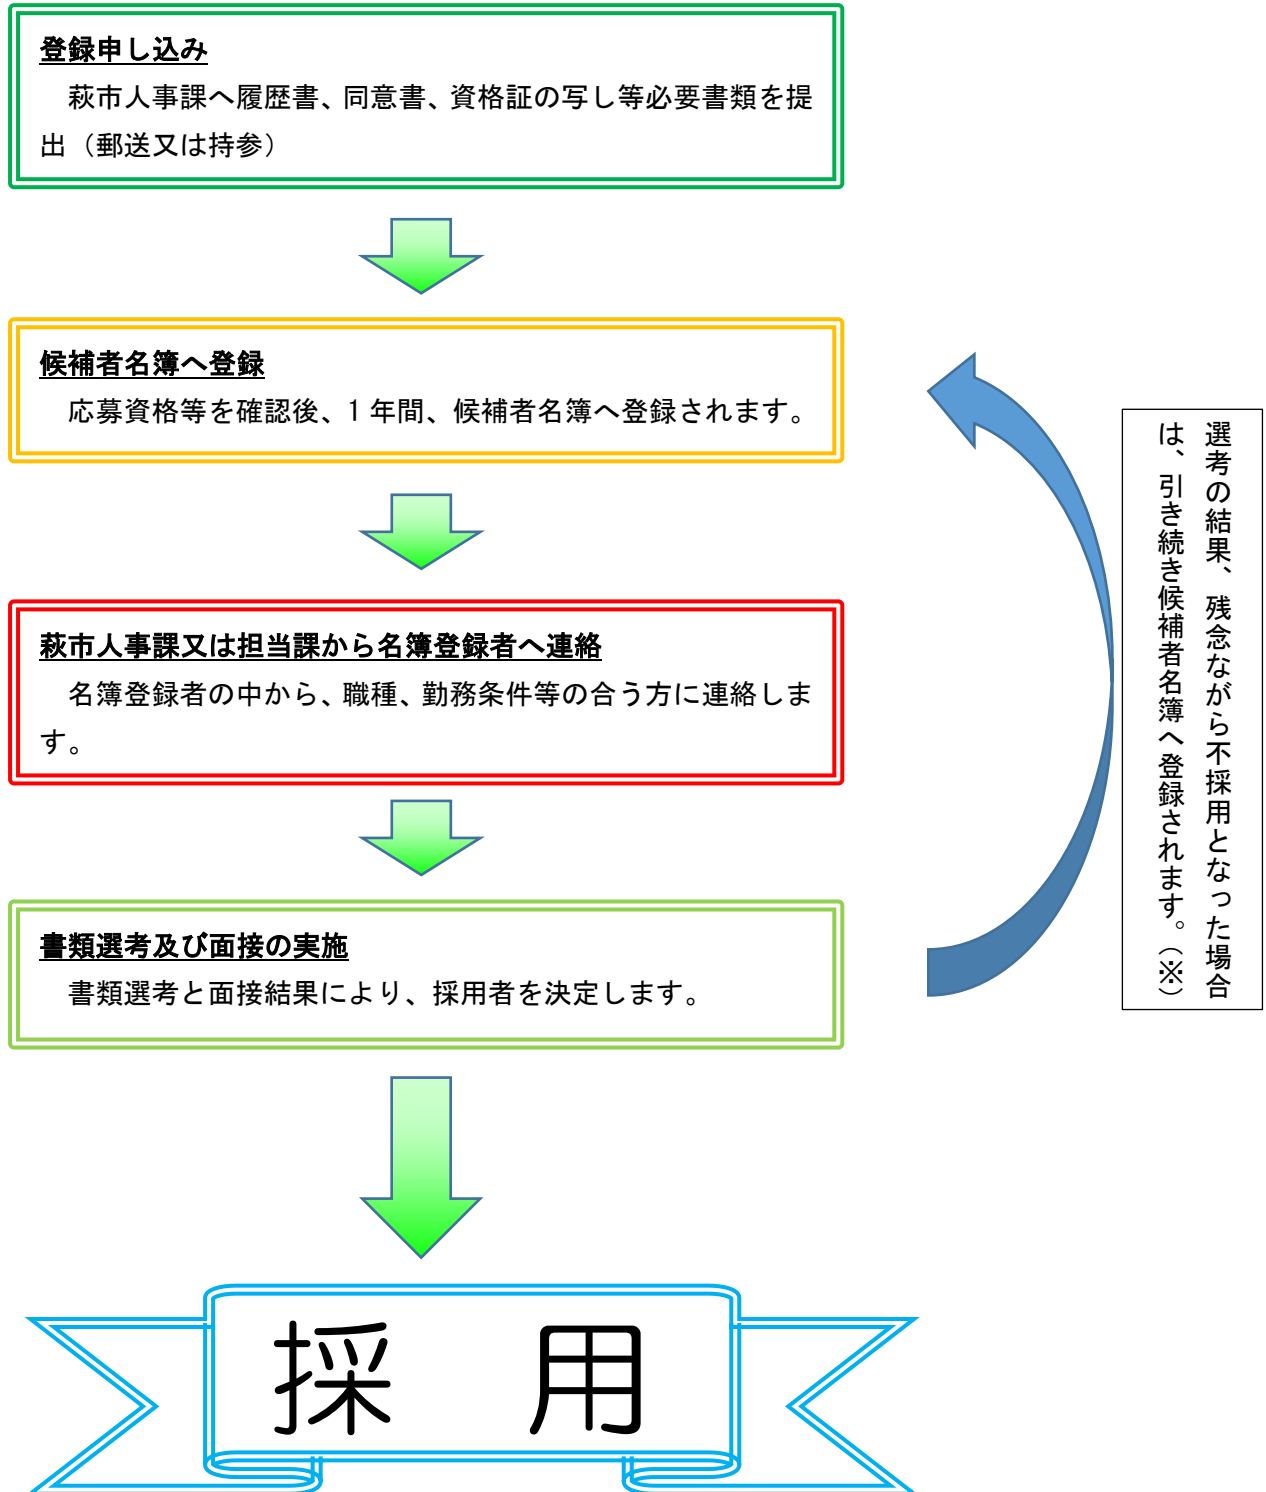 登録申し込み
　萩市人事課へ履歴書、同意書、資格証の写し等必要書類を提
出（郵送又は持参）
候補者名簿へ登録
　応募資格等を確認後、1 年間、候補者名簿へ登録されます。
萩市人事課又は担当課から名簿登録者へ連絡
　名簿登録者の中から、職種、勤務条件等の合う方に連絡しま
す。
書類選考及び面接の実施
　書類選考と面接結果により、採用者を決定します。
選考の結果、残念ながら不採用となった場合
は、引き続き候補者名簿へ登録されます。（※）
採　用